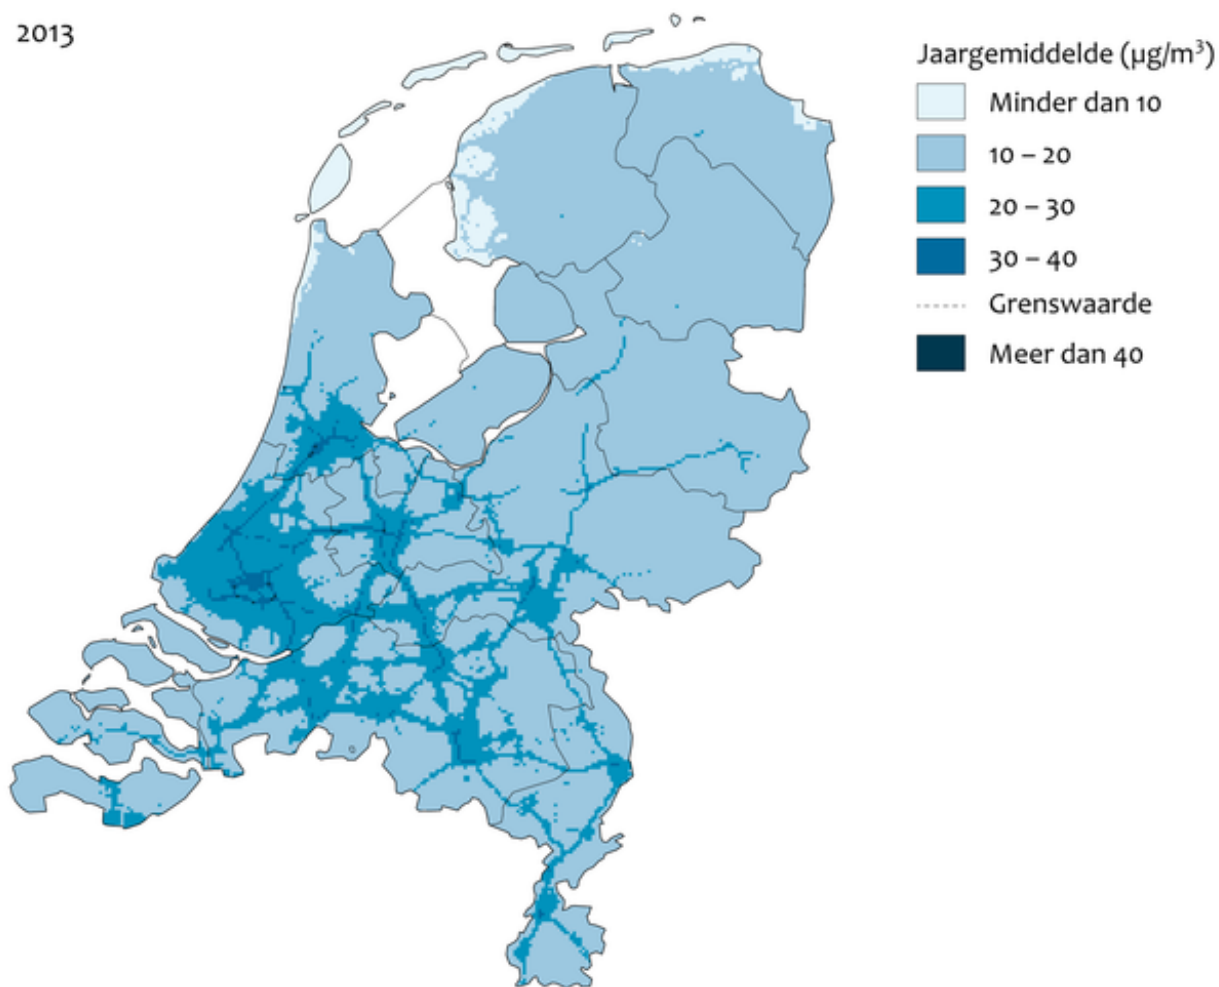 2013
Jaargemiddelde (µg/m³)
Minder dan 10
10 – 20
20 – 30
30 – 40
Grenswaarde
Meer dan 40